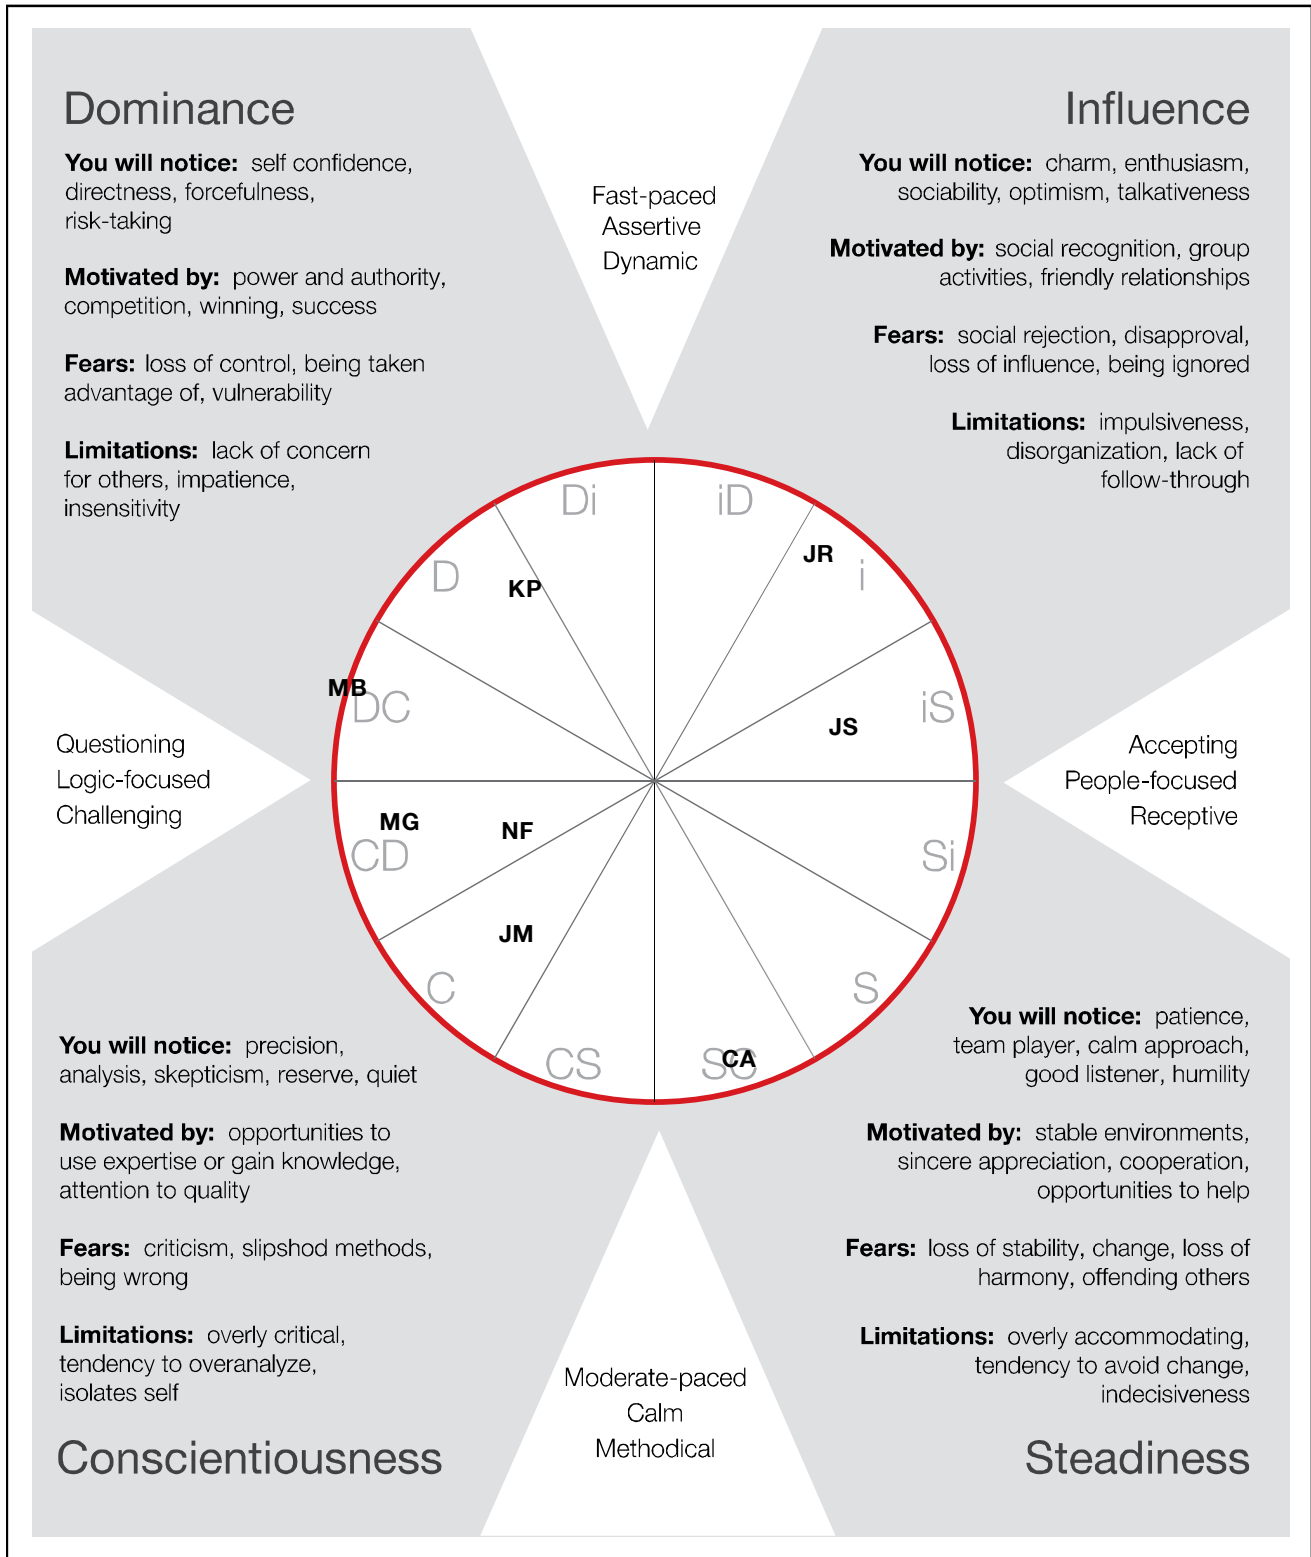 Dominance
You will notice: self confidence,
directness, forcefulness,
risk-taking
Motivated by: power and authority,
competition, winning, success
Fears: loss of control, being taken
advantage of, vulnerability
Limitations: lack of concern
for others, impatience,
insensitivity
Fast-paced
Assertive
Dynamic
Influence
You will notice: charm, enthusiasm,
sociability, optimism, talkativeness
Motivated by: social recognition, group
activities, friendly relationships
Fears: social rejection, disapproval,
loss of influence, being ignored
Limitations: impulsiveness,
disorganization, lack of
follow-through
Di
iD
JR
D
KP
i
MB
DC
iS
JS
Questioning
Logic-focused
Challenging
Accepting
People-focused
Receptive
MG
NF
CD
Si
JM
C
S
CS
SC
CA
You will notice: precision,
analysis, skepticism, reserve, quiet
Motivated by: opportunities to
use expertise or gain knowledge,
attention to quality
Fears: criticism, slipshod methods,
being wrong
Limitations: overly critical,
tendency to overanalyze,
isolates self
Conscientiousness
Moderate-paced
Calm
Methodical
You will notice: patience,
team player, calm approach,
good listener, humility
Motivated by: stable environments,
sincere appreciation, cooperation,
opportunities to help
Fears: loss of stability, change, loss of
harmony, offending others
Limitations: overly accommodating,
tendency to avoid change,
indecisiveness
Steadiness